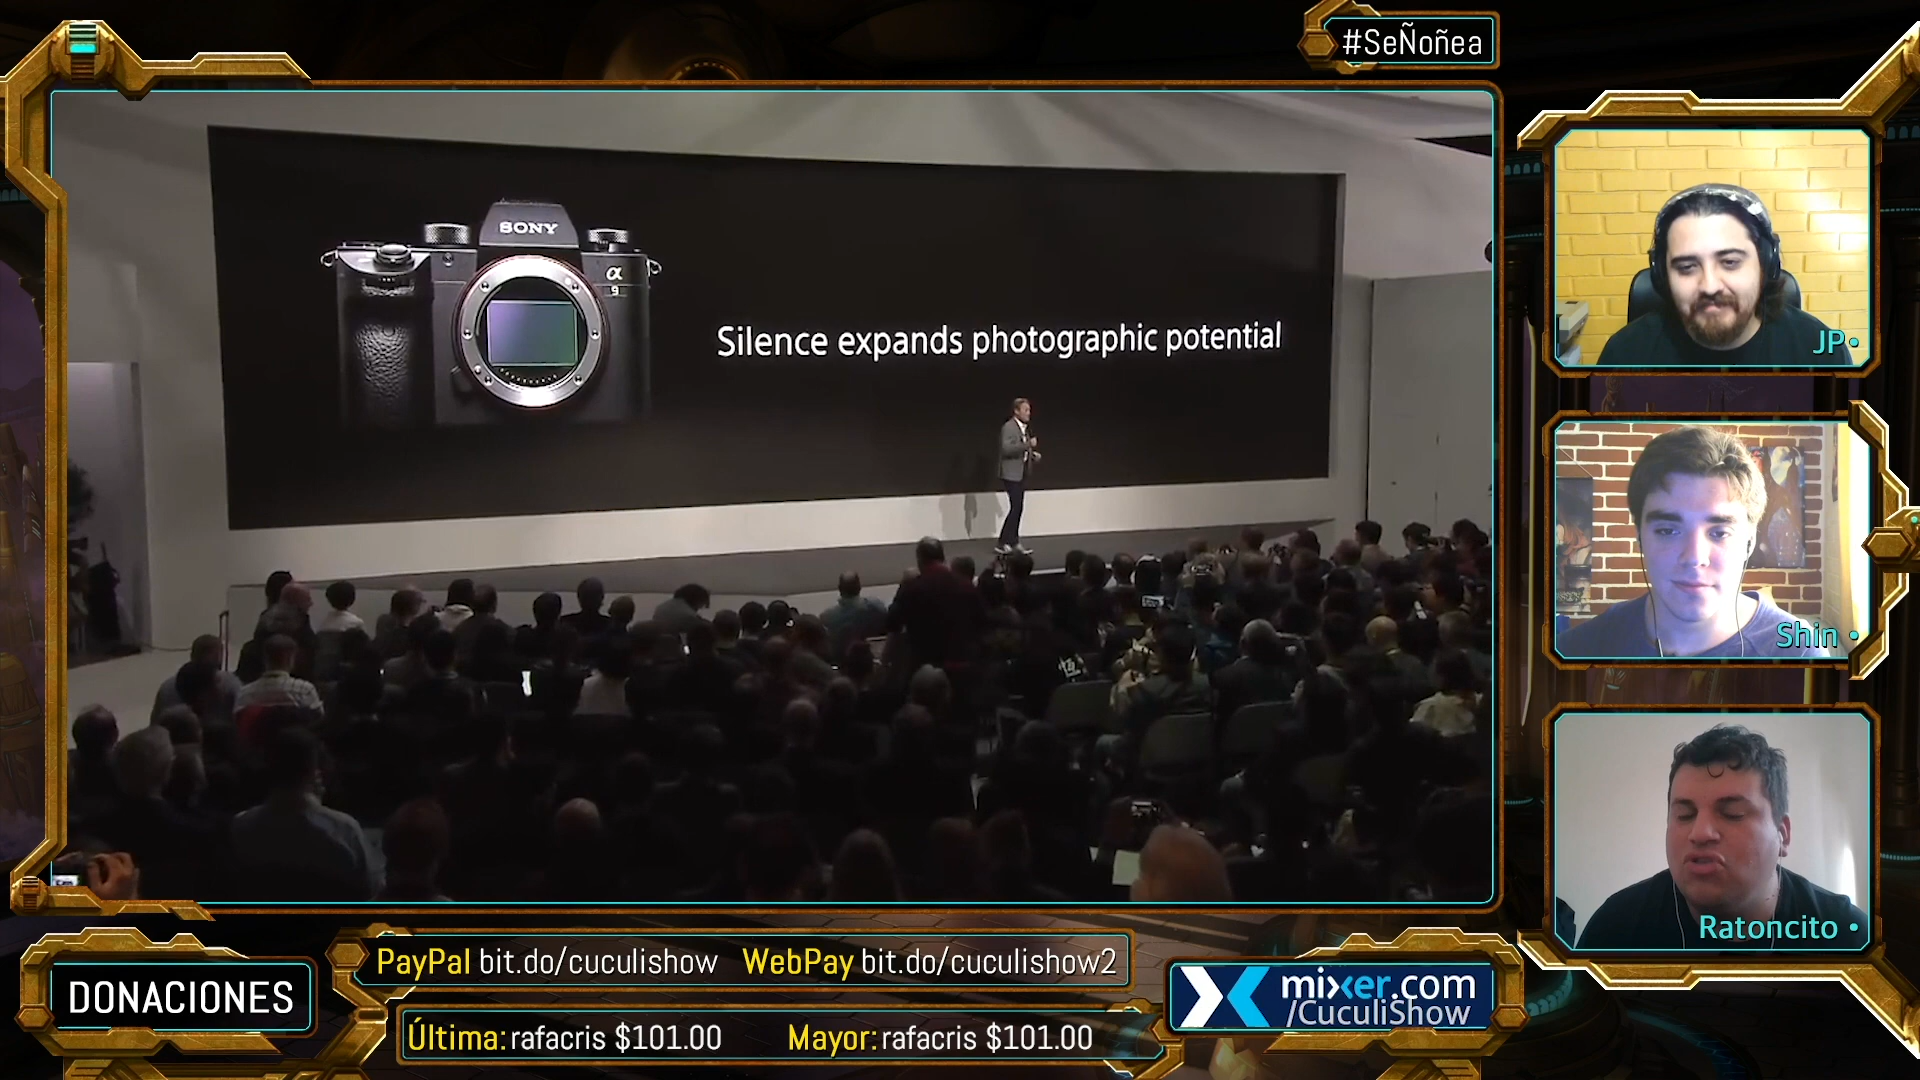 #SeÑoñea
SONY
α
9
Silence expands photographic potential
JP
Shin
Ratoncito
DONACIONES
PayPal bit.do/cuculishow WebPay bit.do/cuculishow2
Última: rafacris $101.00 Mayor: rafacris $101.00
mixer.com
/CuculiShow